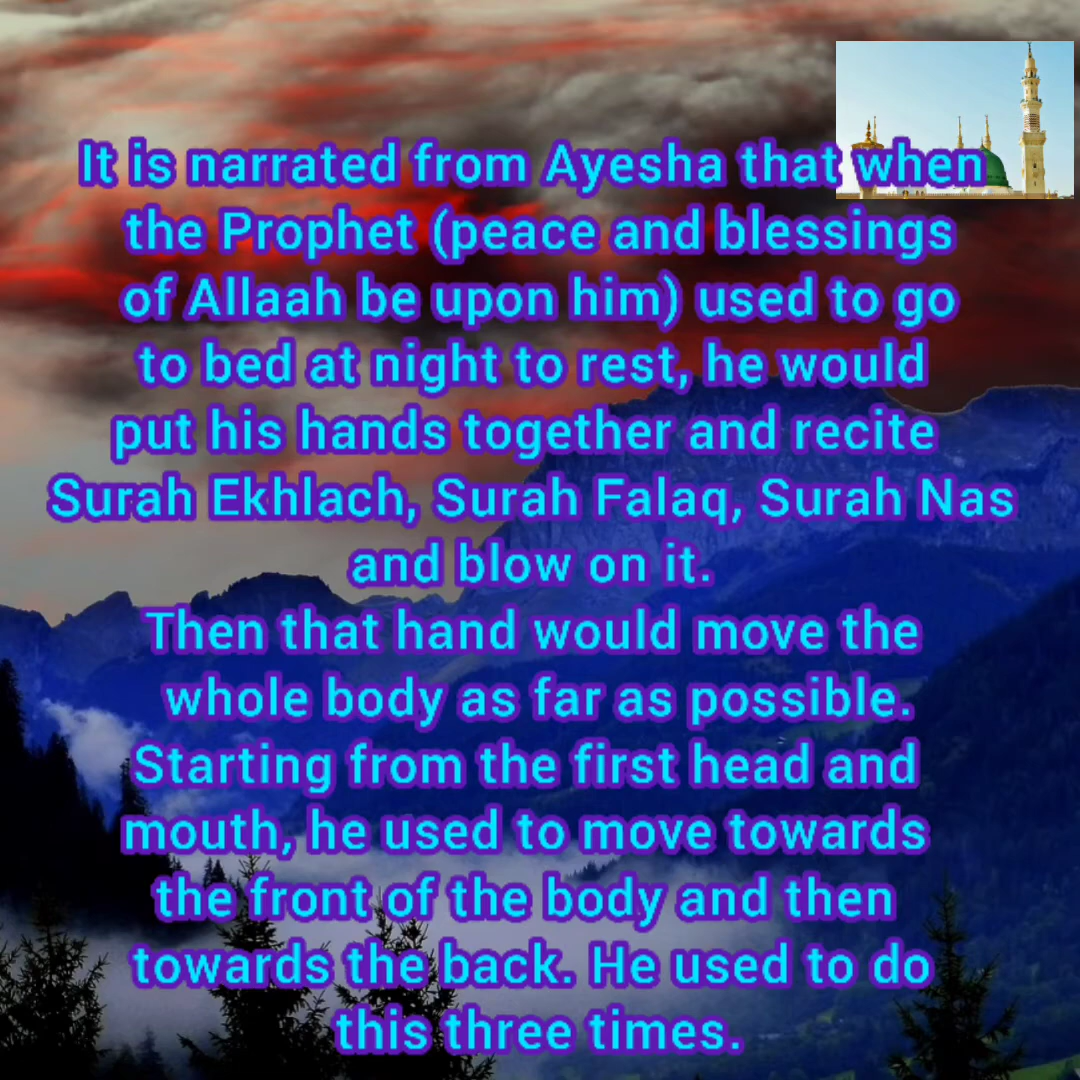 It is narrated from Ayesha that when
the Prophet (peace and blessings
of Allaah be upon him) used to go
to bed at night to rest, he would
put his hands together and recite
Surah Ekhlach, Surah Falaq, Surah Nas
and blow on it.
Then that hand would move the
whole body as far as possible.
Starting from the first head and
mouth, he used to move towards
the front of the body and then
towards the back. He used to do
this three times.